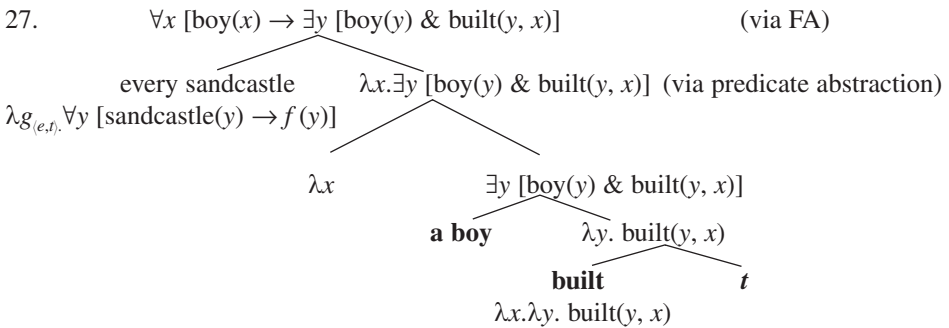 27. ∀x [boy(x) → ∃y [boy(y) & built(y, x)] (via FA)
every sandcastle λx.∃y [boy(y) & built(y, x)] (via predicate abstraction)
λg⟨e,t⟩.∀y [sandcastle(y) → f(y)]
λx ∃y [boy(y) & built(y, x)]
a boy λy. built(y, x)
built t
λx.λy. built(y, x)